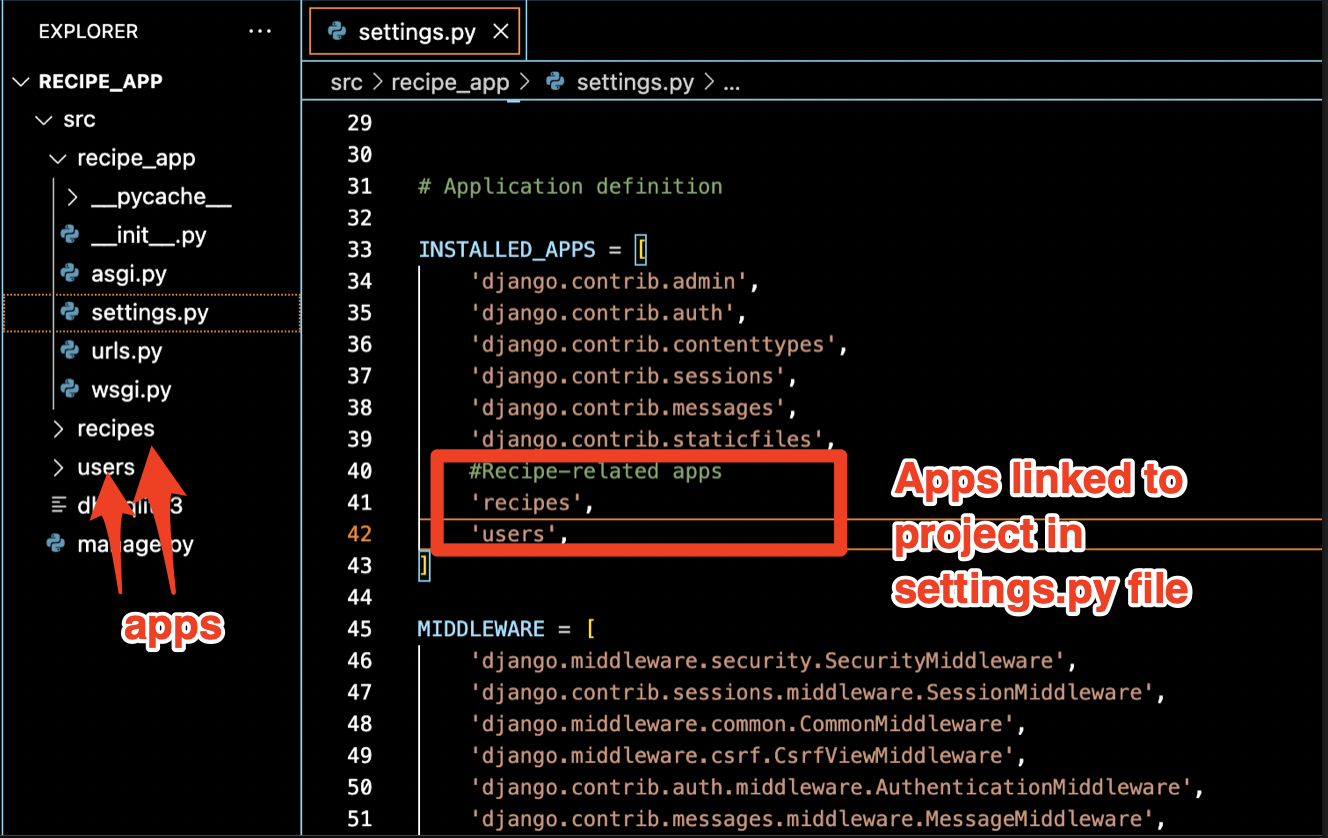 EXPLORER ...
RECIPE_APP
src
recipe_app
__pycache__
__init__.py
asgi.py
settings.py
urls.py
wsgi.py
recipes
users
apps
settings.py
src > recipe_app > settings.py > ...
29
30
31 # Application definition
32
33 INSTALLED_APPS = [
34 'django.contrib.admin',
35 'django.contrib.auth',
36 'django.contrib.contenttypes',
37 'django.contrib.sessions',
38 'django.contrib.messages',
39 'django.contrib.staticfiles',
40 #Recipe-related apps
41 'recipes',
42 'users',
43 ]
44
45 MIDDLEWARE = [
46 'django.middleware.security.SecurityMiddleware',
47 'django.contrib.sessions.middleware.SessionMiddleware',
48 'django.middleware.common.CommonMiddleware',
49 'django.middleware.csrf.CsrfViewMiddleware',
50 'django.contrib.auth.middleware.AuthenticationMiddleware',
51 'django.contrib.messages.middleware.MessageMiddleware',
Apps linked to
project in
settings.py file